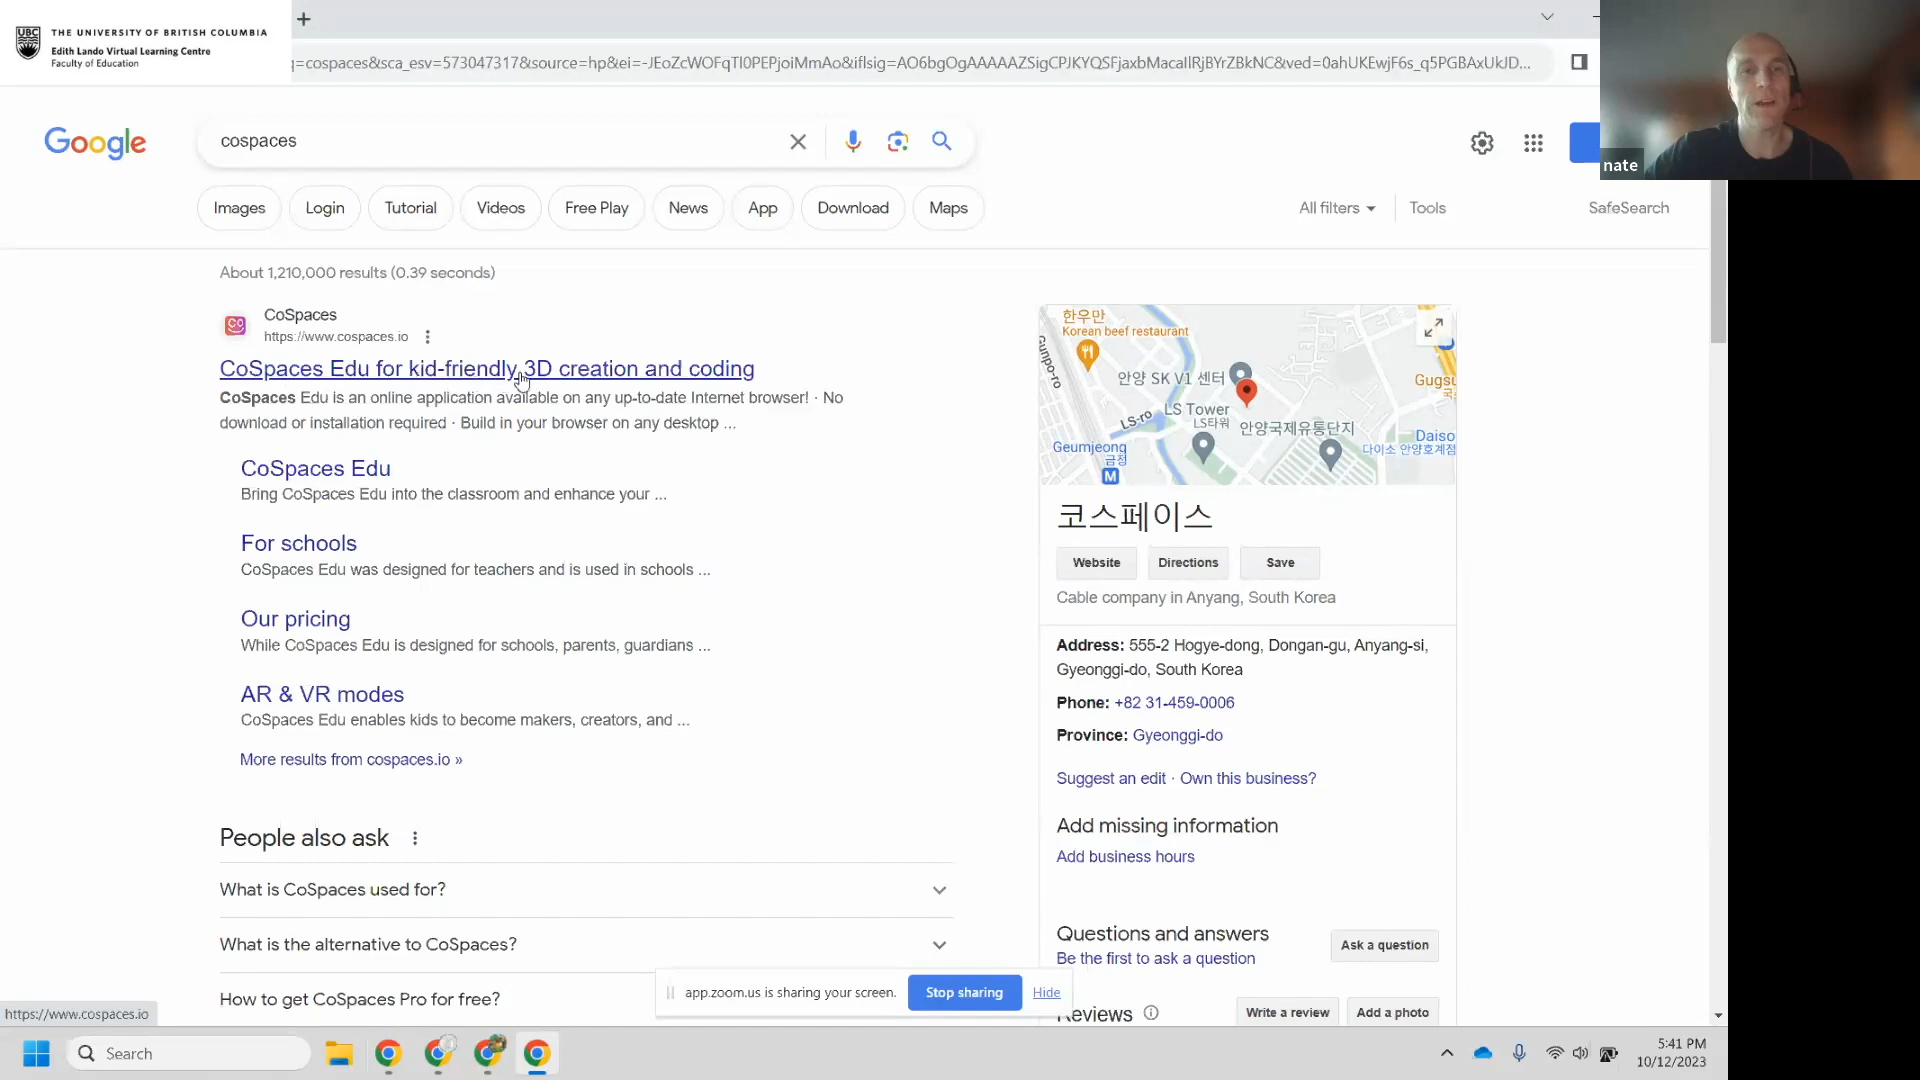 UBC
THE UNIVERSITY OF BRITISH COLUMBIA
Edith Lando Virtual Learning Centre
Faculty of Education
q=cospaces&sca_esv=573047317&source=hp&ei=-JEoZcWOFqTI0PEPjoiMmAo&iflsig=AO6bgOgAAAAAZSigCPJKYQSFjaxbMacaIlRjBYrZBkNC&ved=0ahUKEwjF6s_q5PGBAxUkJD...
nate
Google
cospaces
Images
Login
Tutorial
Videos
Free Play
News
App
Download
Maps
All filters
Tools
SafeSearch
About 1,210,000 results (0.39 seconds)
CO
CoSpaces
https://www.cospaces.io
CoSpaces Edu for kid-friendly 3D creation and coding
CoSpaces Edu is an online application available on any up-to-date Internet browser! · No
download or installation required · Build in your browser on any desktop ...
CoSpaces Edu
Bring CoSpaces Edu into the classroom and enhance your ...
For schools
CoSpaces Edu was designed for teachers and is used in schools ...
Our pricing
While CoSpaces Edu is designed for schools, parents, guardians ...
AR & VR modes
CoSpaces Edu enables kids to become makers, creators, and ...
More results from cospaces.io »
People also ask
What is CoSpaces used for?
What is the alternative to CoSpaces?
How to get CoSpaces Pro for free?
한우만
Korean beef restaurant
Gunpo-ro
안양 SK V1 센터
Gugsu
LS Tower
LS타워
LS-ro
안양국제유통단지
Geumjeong
금정
M
Daiso
다이소 안양호계점
코스페이스
Website
Directions
Save
Cable company in Anyang, South Korea
Address: 555-2 Hogye-dong, Dongan-gu, Anyang-si,
Gyeonggi-do, South Korea
Phone: +82 31-459-0006
Province: Gyeonggi-do
Suggest an edit · Own this business?
Add missing information
Add business hours
Questions and answers
Be the first to ask a question
Ask a question
Reviews
Write a review
Add a photo
app.zoom.us is sharing your screen.
Stop sharing
Hide
https://www.cospaces.io
Search
5:41 PM
10/12/2023